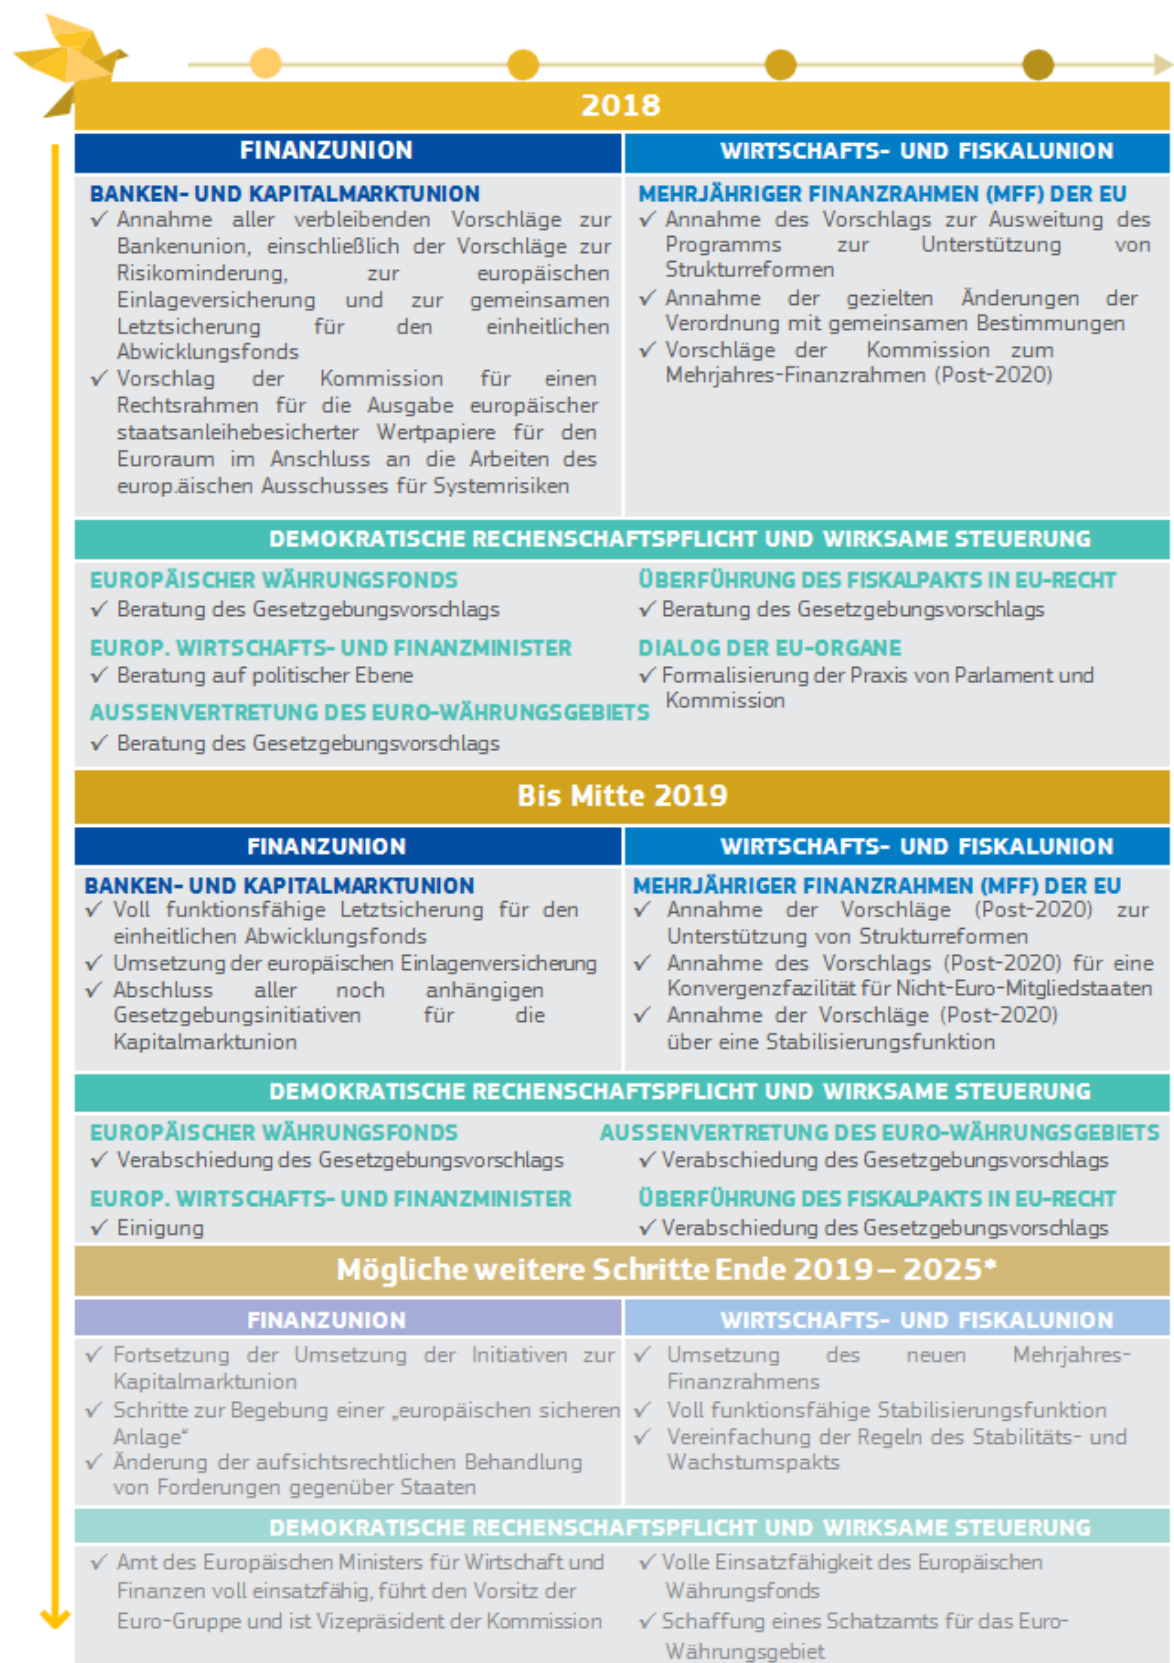 2018
FINANZUNION
BANKEN- UND KAPITALMARKTUNION
✓ Annahme aller verbleibenden Vorschläge zur
Bankenunion, einschließlich der Vorschläge zur
Risikominderung, zur europäischen
Einlageversicherung und zur gemeinsamen
Letztsicherung für den einheitlichen
Abwicklungsfonds
✓ Vorschlag der Kommission für einen
Rechtsrahmen für die Ausgabe europäischer
staatsanleihebesicherter Wertpapiere für den
Euroraum im Anschluss an die Arbeiten des
europ.äischen Ausschusses für Systemrisiken
WIRTSCHAFTS- UND FISKALUNION
MEHRJÄHRIGER FINANZRAHMEN (MFF) DER EU
✓ Annahme des Vorschlags zur Ausweitung des
Programms zur Unterstützung von
Strukturreformen
✓ Annahme der gezielten Änderungen der
Verordnung mit gemeinsamen Bestimmungen
✓ Vorschläge der Kommission zum
Mehrjahres-Finanzrahmen (Post-2020)
DEMOKRATISCHE RECHENSCHAFTSPFLICHT UND WIRKSAME STEUERUNG
EUROPÄISCHER WÄHRUNGSFONDS
✓ Beratung des Gesetzgebungsvorschlags
EUROP. WIRTSCHAFTS- UND FINANZMINISTER
✓ Beratung auf politischer Ebene
AUSSENVERTRETUNG DES EURO-WÄHRUNGSGEBIETS
✓ Beratung des Gesetzgebungsvorschlags
ÜBERFÜHRUNG DES FISKALPAKTS IN EU-RECHT
✓ Beratung des Gesetzgebungsvorschlags
DIALOG DER EU-ORGANE
✓ Formalisierung der Praxis von Parlament und
Kommission
Bis Mitte 2019
FINANZUNION
BANKEN- UND KAPITALMARKTUNION
✓ Voll funktionsfähige Letztsicherung für den
einheitlichen Abwicklungsfonds
✓ Umsetzung der europäischen Einlagenversicherung
✓ Abschluss aller noch anhängigen
Gesetzgebungsinitiativen für die
Kapitalmarktunion
WIRTSCHAFTS- UND FISKALUNION
MEHRJÄHRIGER FINANZRAHMEN (MFF) DER EU
✓ Annahme der Vorschläge (Post-2020) zur
Unterstützung von Strukturreformen
✓ Annahme des Vorschlags (Post-2020) für eine
Konvergenzfazilität für Nicht-Euro-Mitgliedstaaten
✓ Annahme der Vorschläge (Post-2020)
über eine Stabilisierungsfunktion
DEMOKRATISCHE RECHENSCHAFTSPFLICHT UND WIRKSAME STEUERUNG
EUROPÄISCHER WÄHRUNGSFONDS
✓ Verabschiedung des Gesetzgebungsvorschlags
EUROP. WIRTSCHAFTS- UND FINANZMINISTER
✓ Einigung
AUSSENVERTRETUNG DES EURO-WÄHRUNGSGEBIETS
✓ Verabschiedung des Gesetzgebungsvorschlags
ÜBERFÜHRUNG DES FISKALPAKTS IN EU-RECHT
✓ Verabschiedung des Gesetzgebungsvorschlags
Mögliche weitere Schritte Ende 2019 – 2025*
FINANZUNION
✓ Fortsetzung der Umsetzung der Initiativen zur
Kapitalmarktunion
✓ Schritte zur Begebung einer „europäischen sicheren
Anlage“
✓ Änderung der aufsichtsrechtlichen Behandlung
von Forderungen gegenüber Staaten
WIRTSCHAFTS- UND FISKALUNION
✓ Umsetzung des neuen Mehrjahres-
Finanzrahmens
✓ Voll funktionsfähige Stabilisierungsfunktion
✓ Vereinfachung der Regeln des Stabilitäts- und
Wachstumspakts
DEMOKRATISCHE RECHENSCHAFTSPFLICHT UND WIRKSAME STEUERUNG
✓ Amt des Europäischen Ministers für Wirtschaft und
Finanzen voll einsatzfähig, führt den Vorsitz der
Euro-Gruppe und ist Vizepräsident der Kommission
✓ Volle Einsatzfähigkeit des Europäischen
Währungsfonds
✓ Schaffung eines Schatzamts für das Euro-
Währungsgebiet